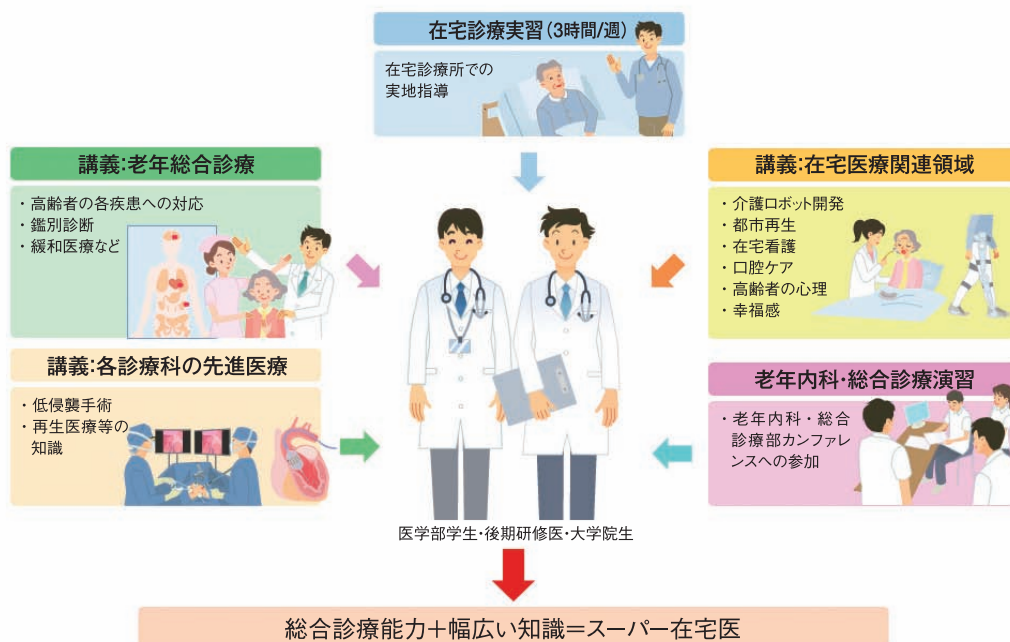 在宅診療実習(3時間/週)
在宅診療所での
実地指導
講義:老年総合診療
・高齢者の各疾患への対応
・鑑別診断
・緩和医療など
講義:在宅医療関連領域
・介護ロボット開発
・都市再生
・在宅看護
・口腔ケア
・高齢者の心理
・幸福感
講義:各診療科の先進医療
・低侵襲手術
・再生医療等の
知識
老年内科・総合診療演習
・老年内科・総合
診療部カンファレ
ンスへの参加
医学部学生・後期研修医・大学院生
総合診療能力+幅広い知識=スーパー在宅医